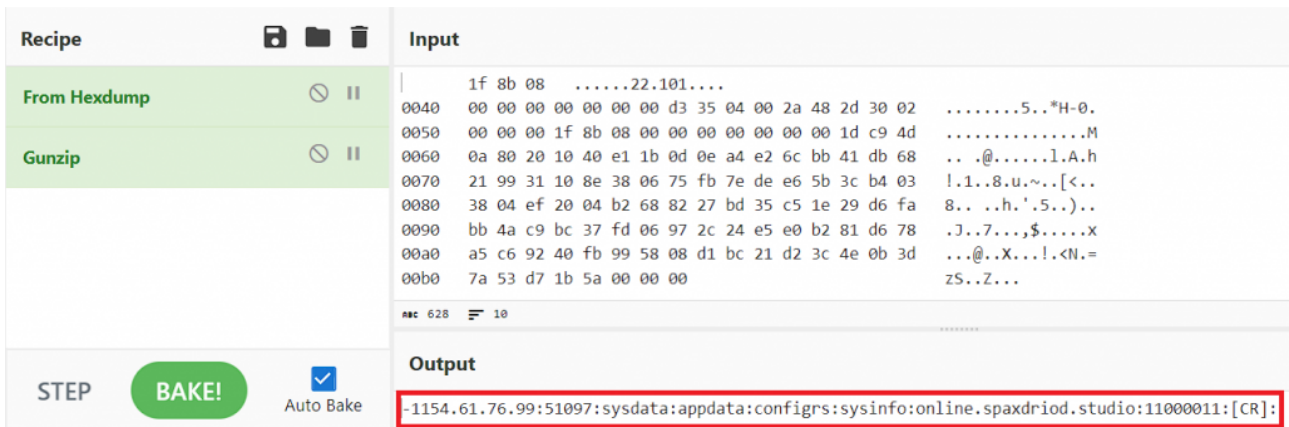 Recipe
Input
From Hexdump
Gunzip
1f 8b 08 ......22.101....
0040 00 00 00 00 00 00 00 d3 35 04 00 2a 48 2d 30 02 ........5..*H-0.
0050 00 00 00 1f 8b 08 00 00 00 00 00 00 00 1d c9 4d ...............M
0060 0a 80 20 10 40 e1 1b 0d 0e a4 e2 6c bb 41 db 68 .. .@......l.A.h
0070 21 99 31 10 8e 38 06 75 fb 7e de e6 5b 3c b4 03 !.1..8.u.~..[<..
0080 38 04 ef 20 04 b2 68 82 27 bd 35 c5 1e 29 d6 fa 8.. ..h.'.5..)..
0090 bb 4a c9 bc 37 fd 06 97 2c 24 e5 e0 b2 81 d6 78 .J..7...,$.....x
00a0 a5 c6 92 40 fb 99 58 08 d1 bc 21 d2 3c 4e 0b 3d ...@..X...!.<N.=
00b0 7a 53 d7 1b 5a 00 00 00 zS..Z...
ABC 628 10
Output
STEP
BAKE!
Auto Bake
-1154.61.76.99:51097:sysdata:appdata:configrs:sysinfo:online.spaxdriod.studio:11000011:[CR]: